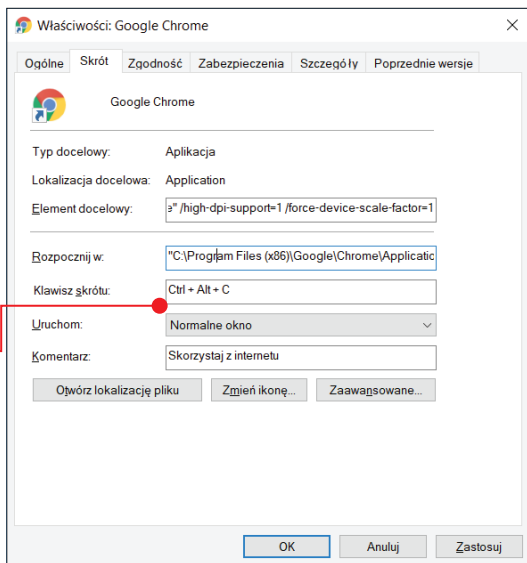 Właściwości: Google Chrome
Ogólne Skrót Zgodność Zabezpieczenia Szczegóły Poprzednie wersje
Google Chrome
Typ docelowy: Aplikacja
Lokalizacja docelowa: Application
Element docelowy: e" /high-dpi-support=1 /force-device-scale-factor=1
Rozpocznij w: "C:\Program Files (x86)\Google\Chrome\Applicatic
Klawisz skrótu: Ctrl + Alt + C
Uruchom: Normalne okno
Komentarz: Skorzystaj z internetu
Otwórz lokalizację pliku Zmień ikonę... Zaawansowane...
OK Anuluj Zastosuj